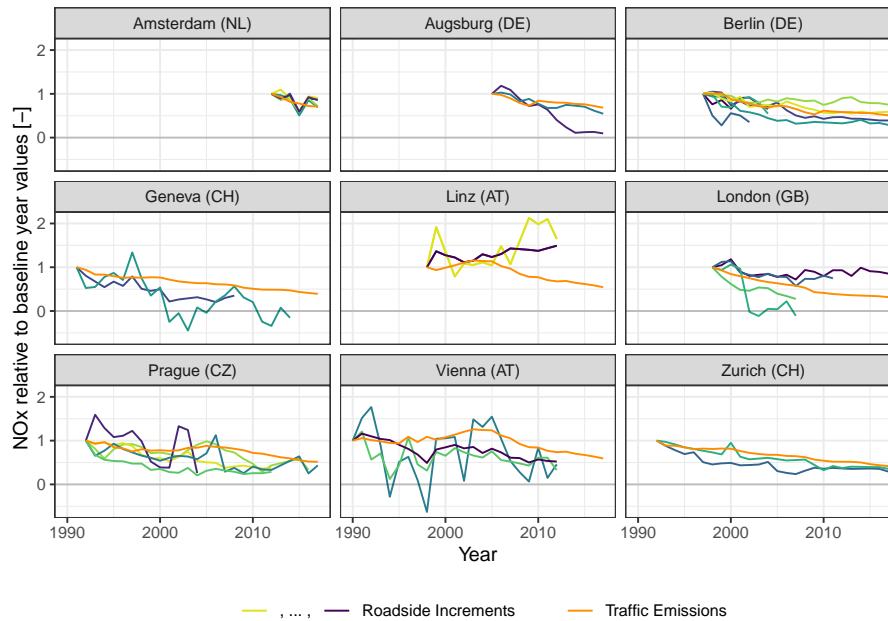 Amsterdam (NL) Augsburg (DE) Berlin (DE)
2
1
0
Geneva (CH) Linz (AT) London (GB)
2
1
0
Prague (CZ) Vienna (AT) Zurich (CH)
2
1
0
1990 2000 2010 1990 2000 2010 1990 2000 2010
NOx relative to baseline year values [−]
Year
, ... , Roadside Increments Traffic Emissions